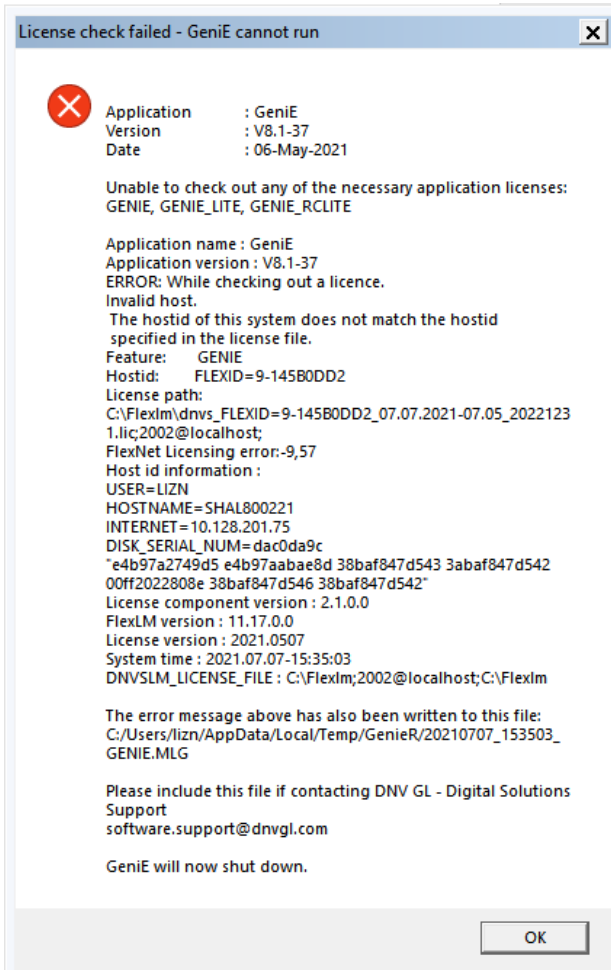 License check failed - GeniE cannot run
Application : GeniE
Version : V8.1-37
Date : 06-May-2021
Unable to check out any of the necessary application licenses:
GENIE, GENIE_LITE, GENIE_RCLITE
Application name : GeniE
Application version : V8.1-37
ERROR: While checking out a licence.
Invalid host.
The hostid of this system does not match the hostid
specified in the license file.
Feature: GENIE
Hostid: FLEXID=9-145B0DD2
License path:
C:\Flexlm\dnvs_FLEXID=9-145B0DD2_07.07.2021-07.05_2022123
1.lic;2002@localhost;
FlexNet Licensing error:-9,57
Host id information :
USER=LIZN
HOSTNAME=SHAL800221
INTERNET=10.128.201.75
DISK_SERIAL_NUM=dac0da9c
"e4b97a2749d5 e4b97aabae8d 38baf847d543 3abaf847d542
00ff2022808e 38baf847d546 38baf847d542"
License component version : 2.1.0.0
FlexLM version : 11.17.0.0
License version : 2021.0507
System time : 2021.07.07-15:35:03
DNVSLM_LICENSE_FILE : C:\Flexlm;2002@localhost;C:\Flexlm
The error message above has also been written to this file:
C:/Users/lizn/AppData/Local/Temp/GenieR/20210707_153503_
GENIE.MLG
Please include this file if contacting DNV GL - Digital Solutions
Support
software.support@dnvgl.com
GeniE will now shut down.
OK